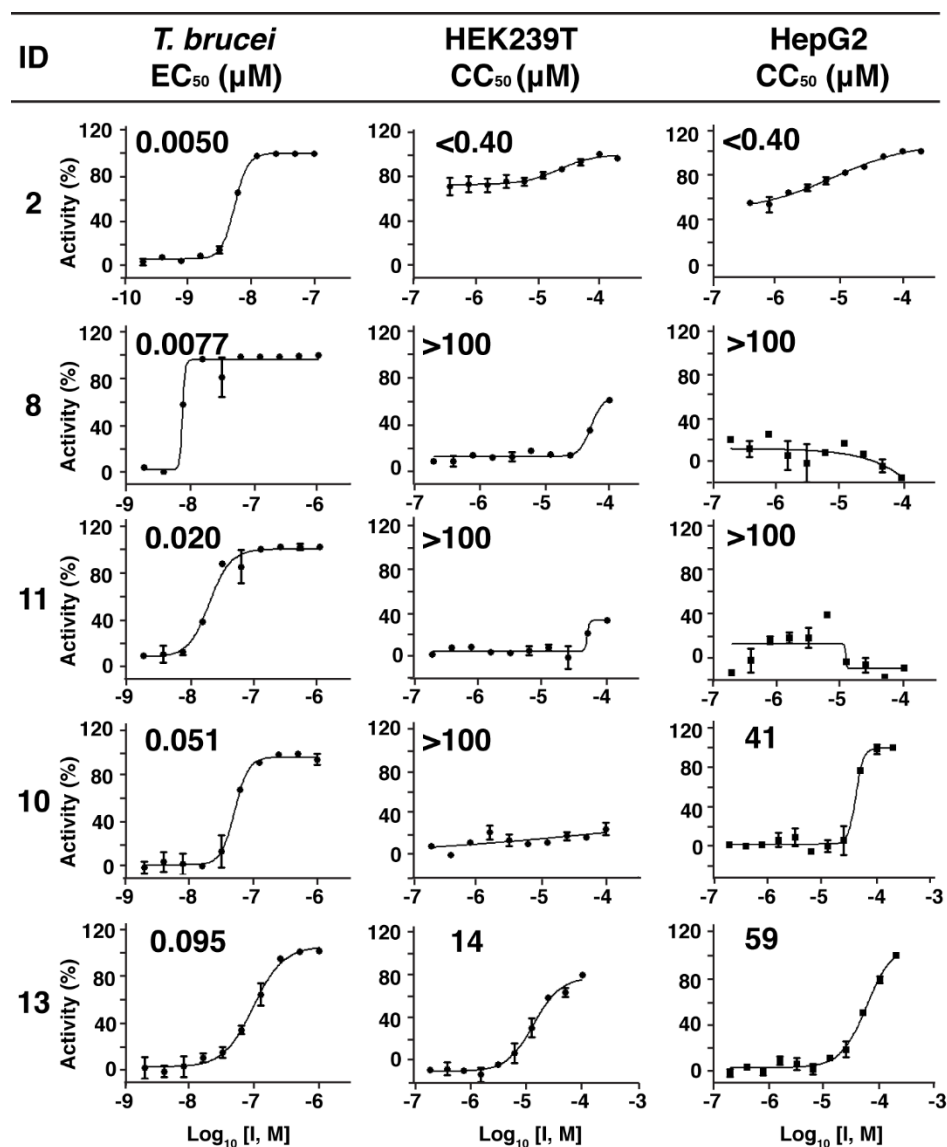 ID
T. brucei
EC₅₀ (µM)
HEK239T
CC₅₀ (µM)
HepG2
CC₅₀ (µM)
2
Activity (%)
120
80
40
0
0.0050
-10 -9 -8 -7
120
80
40
0
<0.40
-7 -6 -5 -4
120
80
40
0
<0.40
-7 -6 -5 -4
8
Activity (%)
120
80
40
0
0.0077
-9 -8 -7 -6
120
80
40
0
>100
-7 -6 -5 -4
120
80
40
0
>100
-7 -6 -5 -4
11
Activity (%)
120
80
40
0
0.020
-9 -8 -7 -6
120
80
40
0
>100
-7 -6 -5 -4
120
80
40
0
>100
-7 -6 -5 -4
10
Activity (%)
120
80
40
0
0.051
-9 -8 -7 -6
120
80
40
0
>100
-7 -6 -5 -4
120
80
40
0
41
-7 -6 -5 -4 -3
13
Activity (%)
120
80
40
0
0.095
-9 -8 -7 -6
Log₁₀ [I, M]
120
80
40
0
14
-7 -6 -5 -4 -3
Log₁₀ [I, M]
120
80
40
0
59
-7 -6 -5 -4 -3
Log₁₀ [I, M]